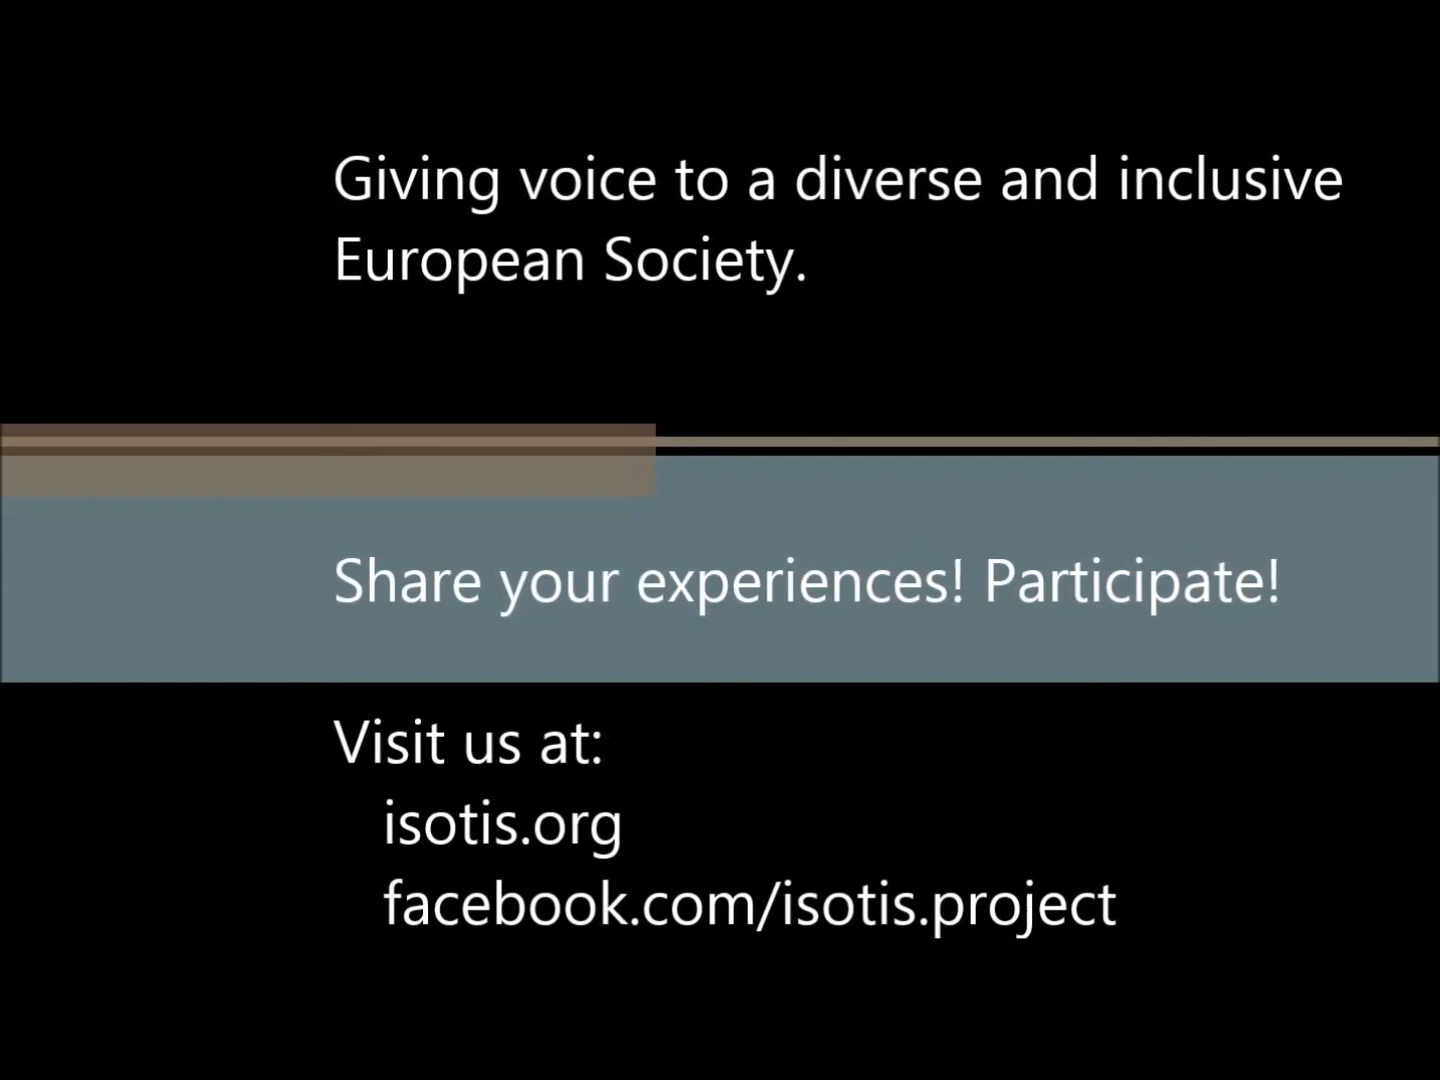 Giving voice to a diverse and inclusive
European Society.
Share your experiences! Participate!
Visit us at:
isotis.org
facebook.com/isotis.project